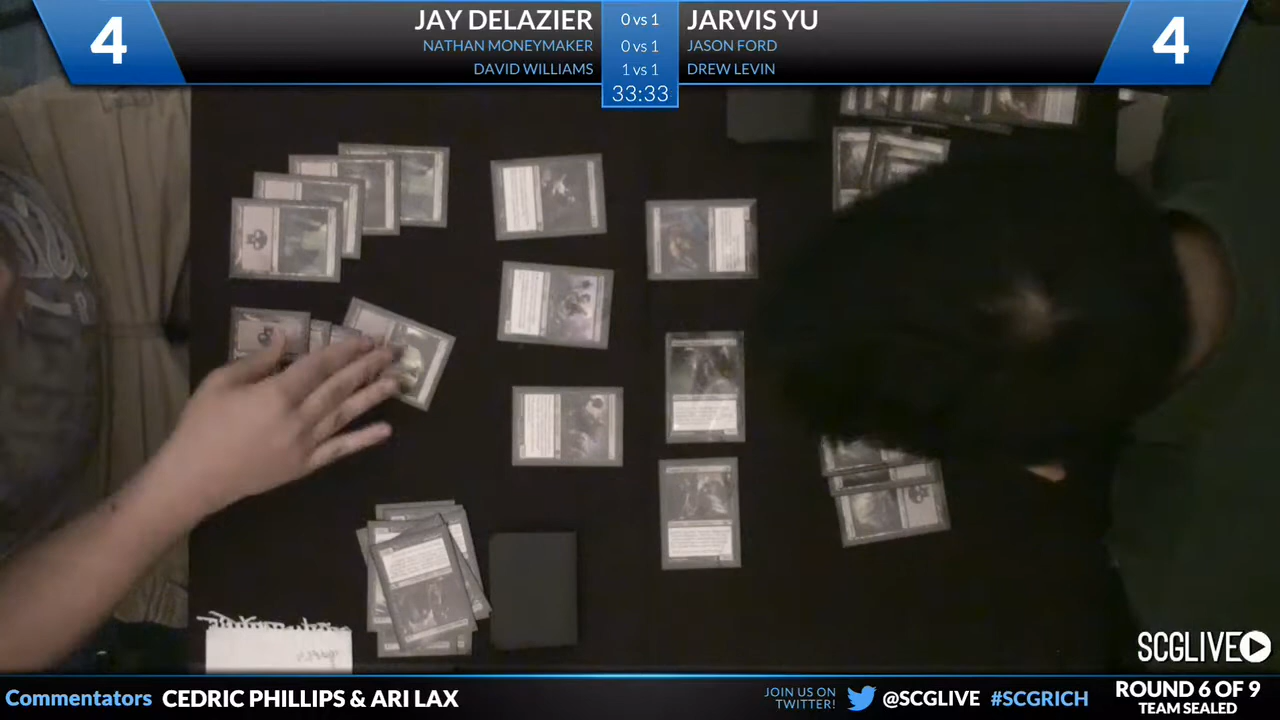 4
JAY DELAZIER
0 vs 1
JARVIS YU
4
NATHAN MONEYMAKER
0 vs 1
JASON FORD
DAVID WILLIAMS
1 vs 1
DREW LEVIN
33:33
SCGLIVE
Commentators CEDRIC PHILLIPS & ARI LAX
JOIN US ON
TWITTER!
@SCGLIVE #SCGRICH
ROUND 6 OF 9
TEAM SEALED